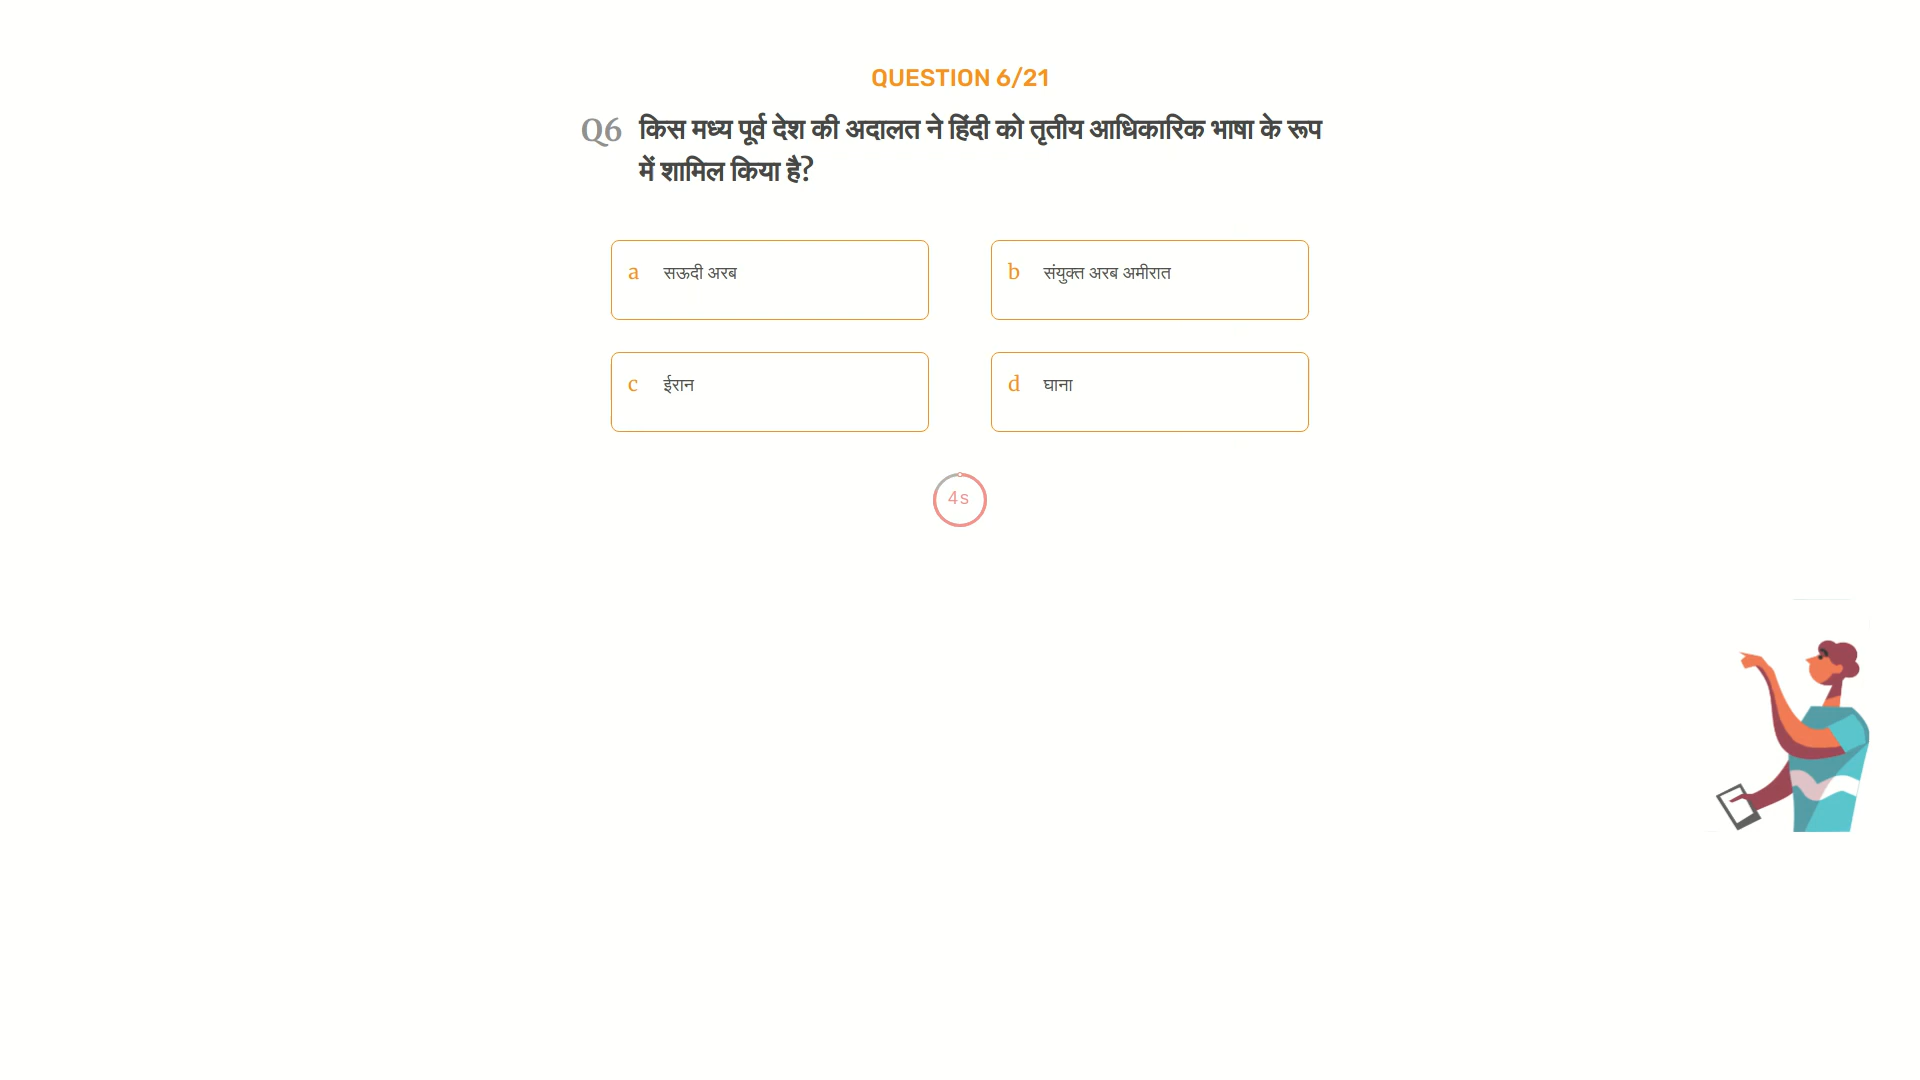 QUESTION 6/21
Q6 किस मध्य पूर्व देश की अदालत ने हिंदी को तृतीय आधिकारिक भाषा के रूप
में शामिल किया है?
a सऊदी अरब
b संयुक्त अरब अमीरात
c ईरान
d घाना
4s